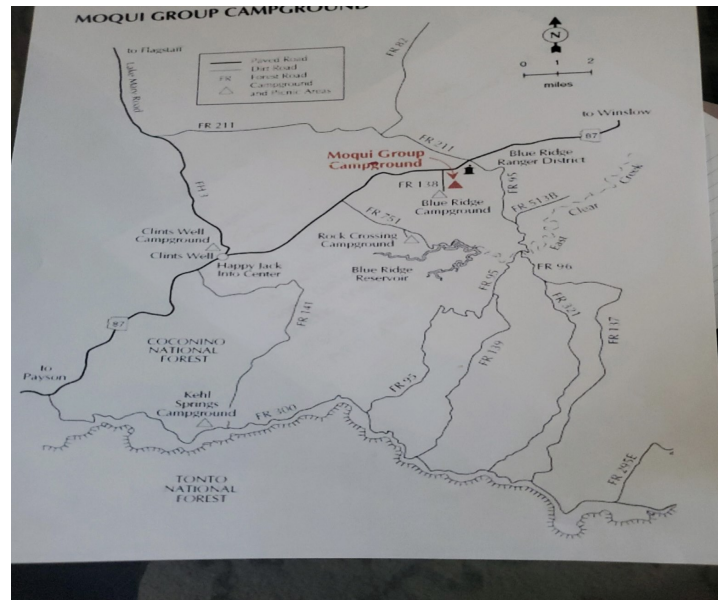 MOQUI GROUP CAMPGROUND
to Flagstaff
Lake Mary Road
Paved Road
Dirt Road
FR Forest Road
Campground
and Picnic Areas
FR 82
N
0 1 2
miles
to Winslow
87
FR 211
FR 211
Moqui Group
Campground
Blue Ridge
Ranger District
FR 95
FR 138
Blue Ridge
Campground
FR 513B
East Clear Creek
FH 3
FR 751
Rock Crossing
Campground
Clints Well
Campground
Clints Well
Happy Jack
Info Center
Blue Ridge
Reservoir
FR 95
FR 96
FR 141
FR 321
FR 137
87
COCONINO
NATIONAL
FOREST
FR 139
to
Payson
FR 95
Kehl
Springs
Campground
FR 300
FR 295E
TONTO
NATIONAL
FOREST